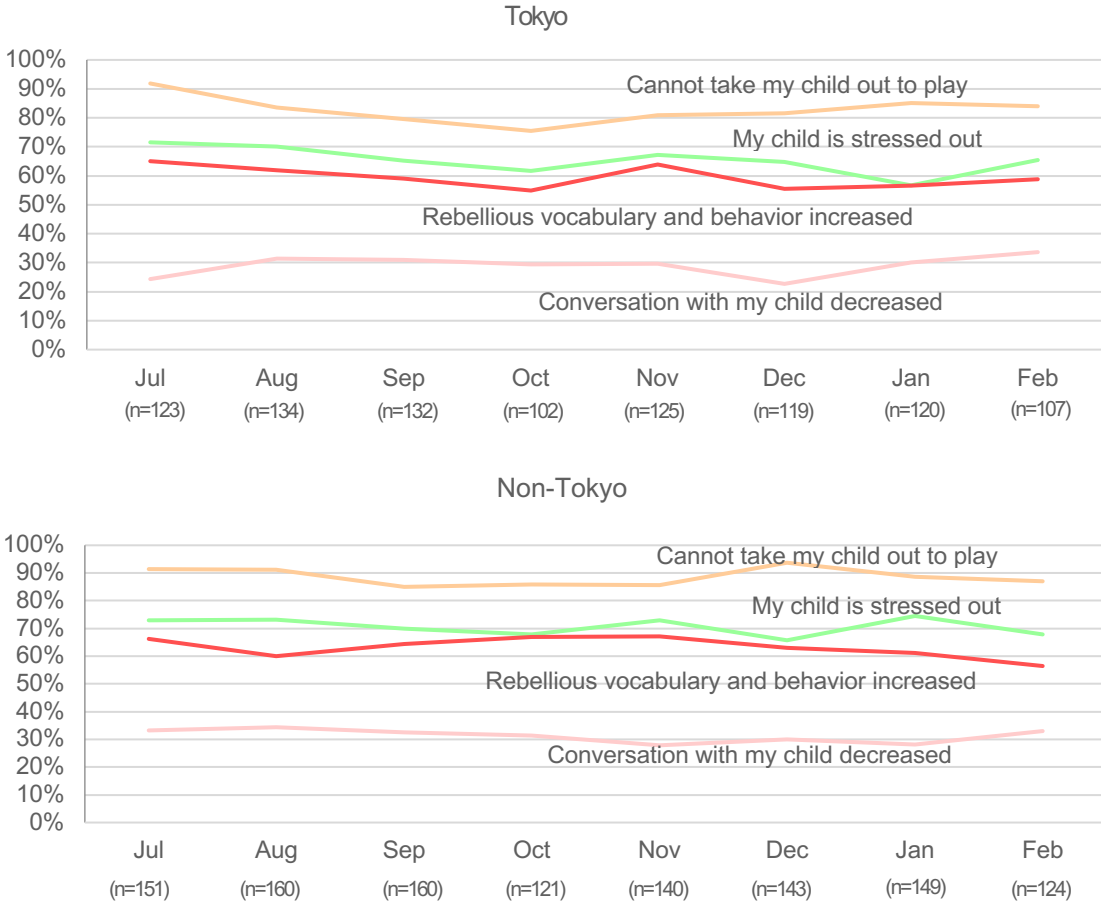 Tokyo
100%
90%
80%
70%
60%
50%
40%
30%
20%
10%
0%
Cannot take my child out to play
My child is stressed out
Rebellious vocabulary and behavior increased
Conversation with my child decreased
Jul Aug Sep Oct Nov Dec Jan Feb
(n=123) (n=134) (n=132) (n=102) (n=125) (n=119) (n=120) (n=107)
Non-Tokyo
100%
90%
80%
70%
60%
50%
40%
30%
20%
10%
0%
Cannot take my child out to play
My child is stressed out
Rebellious vocabulary and behavior increased
Conversation with my child decreased
Jul Aug Sep Oct Nov Dec Jan Feb
(n=151) (n=160) (n=160) (n=121) (n=140) (n=143) (n=149) (n=124)